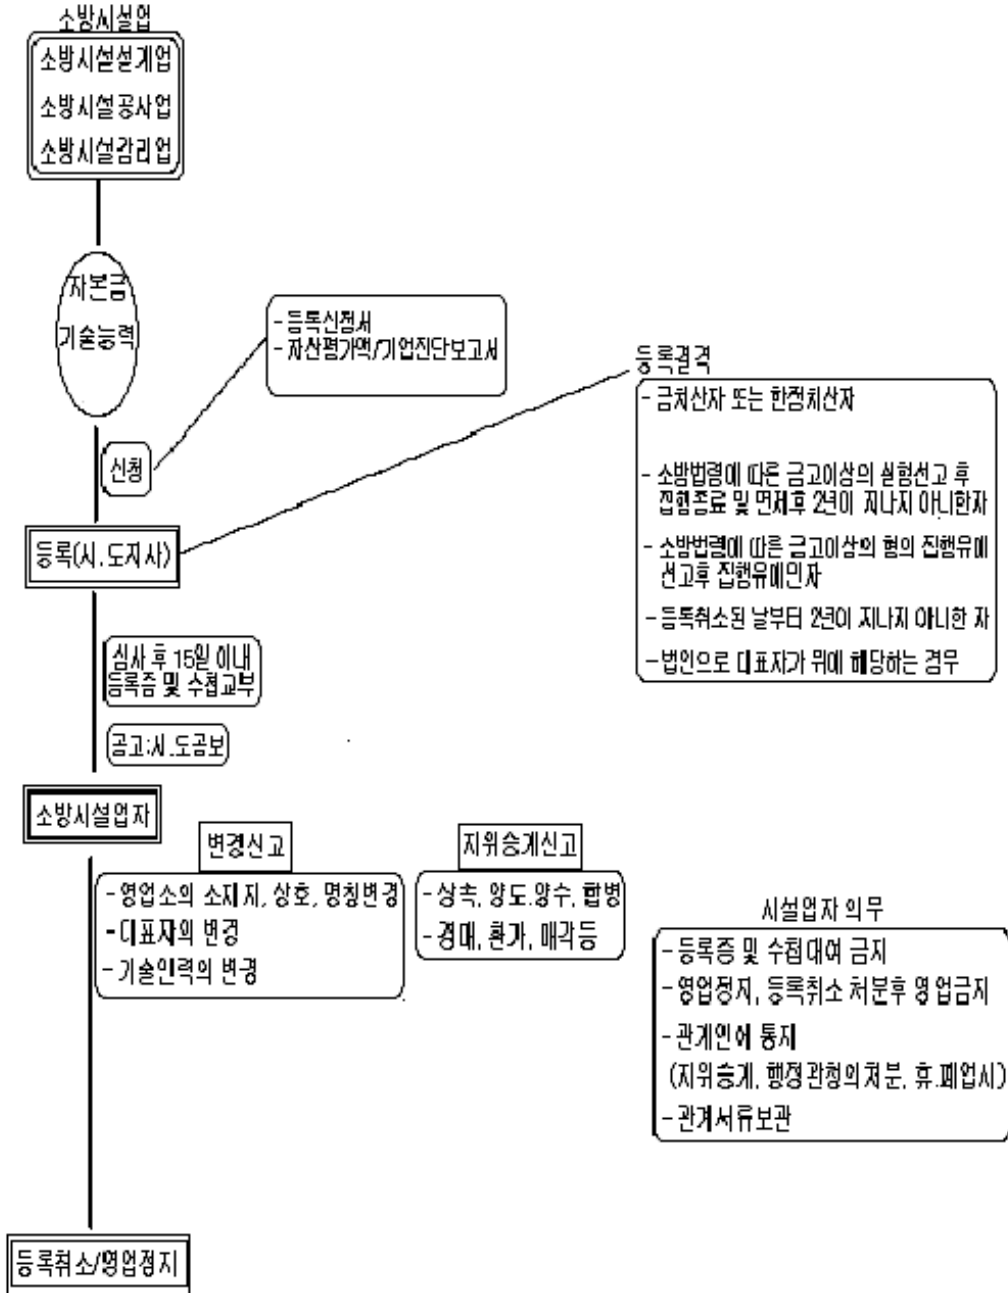 소방시설업
소방시설설계업
소방시설공사업
소방시설감리업
자본금
기술능력
- 등록신청서
- 자산평가액/기업진단보고서
신청
등록(시.도지사)
등록결격
- 금치산자 또는 한정치산자
- 소방법령에 따른 금고이상의 실형선고 후
집행종료 및 면제후 2년이 지나지 아니한자
- 소방법령에 따른 금고이상의 형의 집행유예
선고후 집행유예인자
- 등록취소된 날부터 2년이 지나지 아니한 자
- 법인으로 대표자가 위에 해당하는 경우
심사 후 15일 이내
등록증 및 수첩교부
공고:시.도공보
소방시설업자
변경신고
- 영업소의 소재지, 상호, 명칭변경
- 대표자의 변경
- 기술인력의 변경
지위승계신고
- 상속, 양도.양수, 합병
- 경매, 환가, 매각등
시설업자 의무
- 등록증 및 수첩대여 금지
- 영업정지, 등록취소 처분후 영업금지
- 관계인에 통지
(지위승계, 행정관청의처분, 휴.폐업시)
- 관계서류보관
등록취소/영업정지